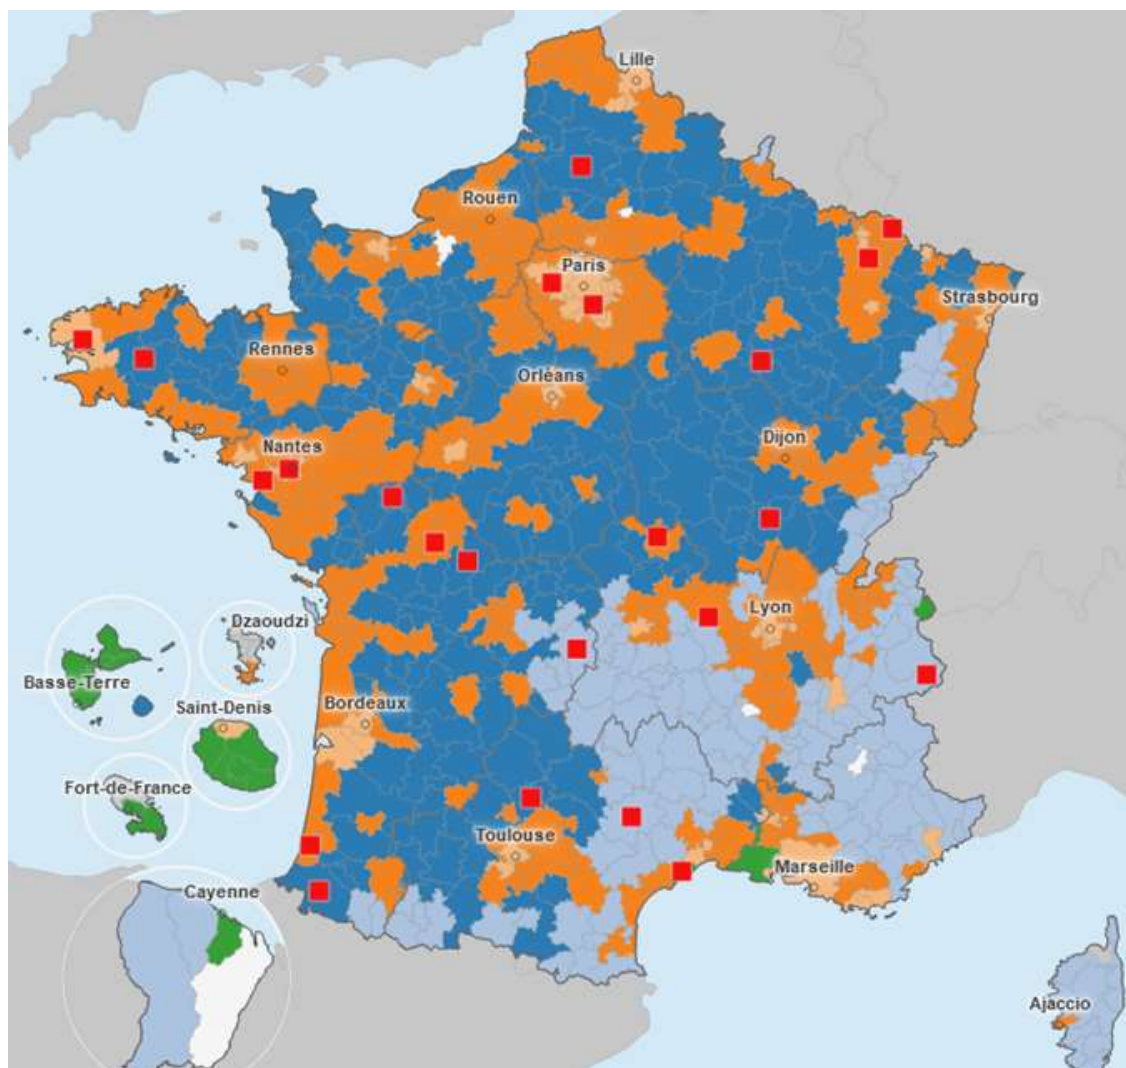 Lille
Rouen
Paris
Strasbourg
Rennes
Orléans
Nantes
Dijon
Dzaoudzi
Lyon
Basse-Terre
Saint-Denis
Bordeaux
Fort-de-France
Toulouse
Marseille
Cayenne
Ajaccio